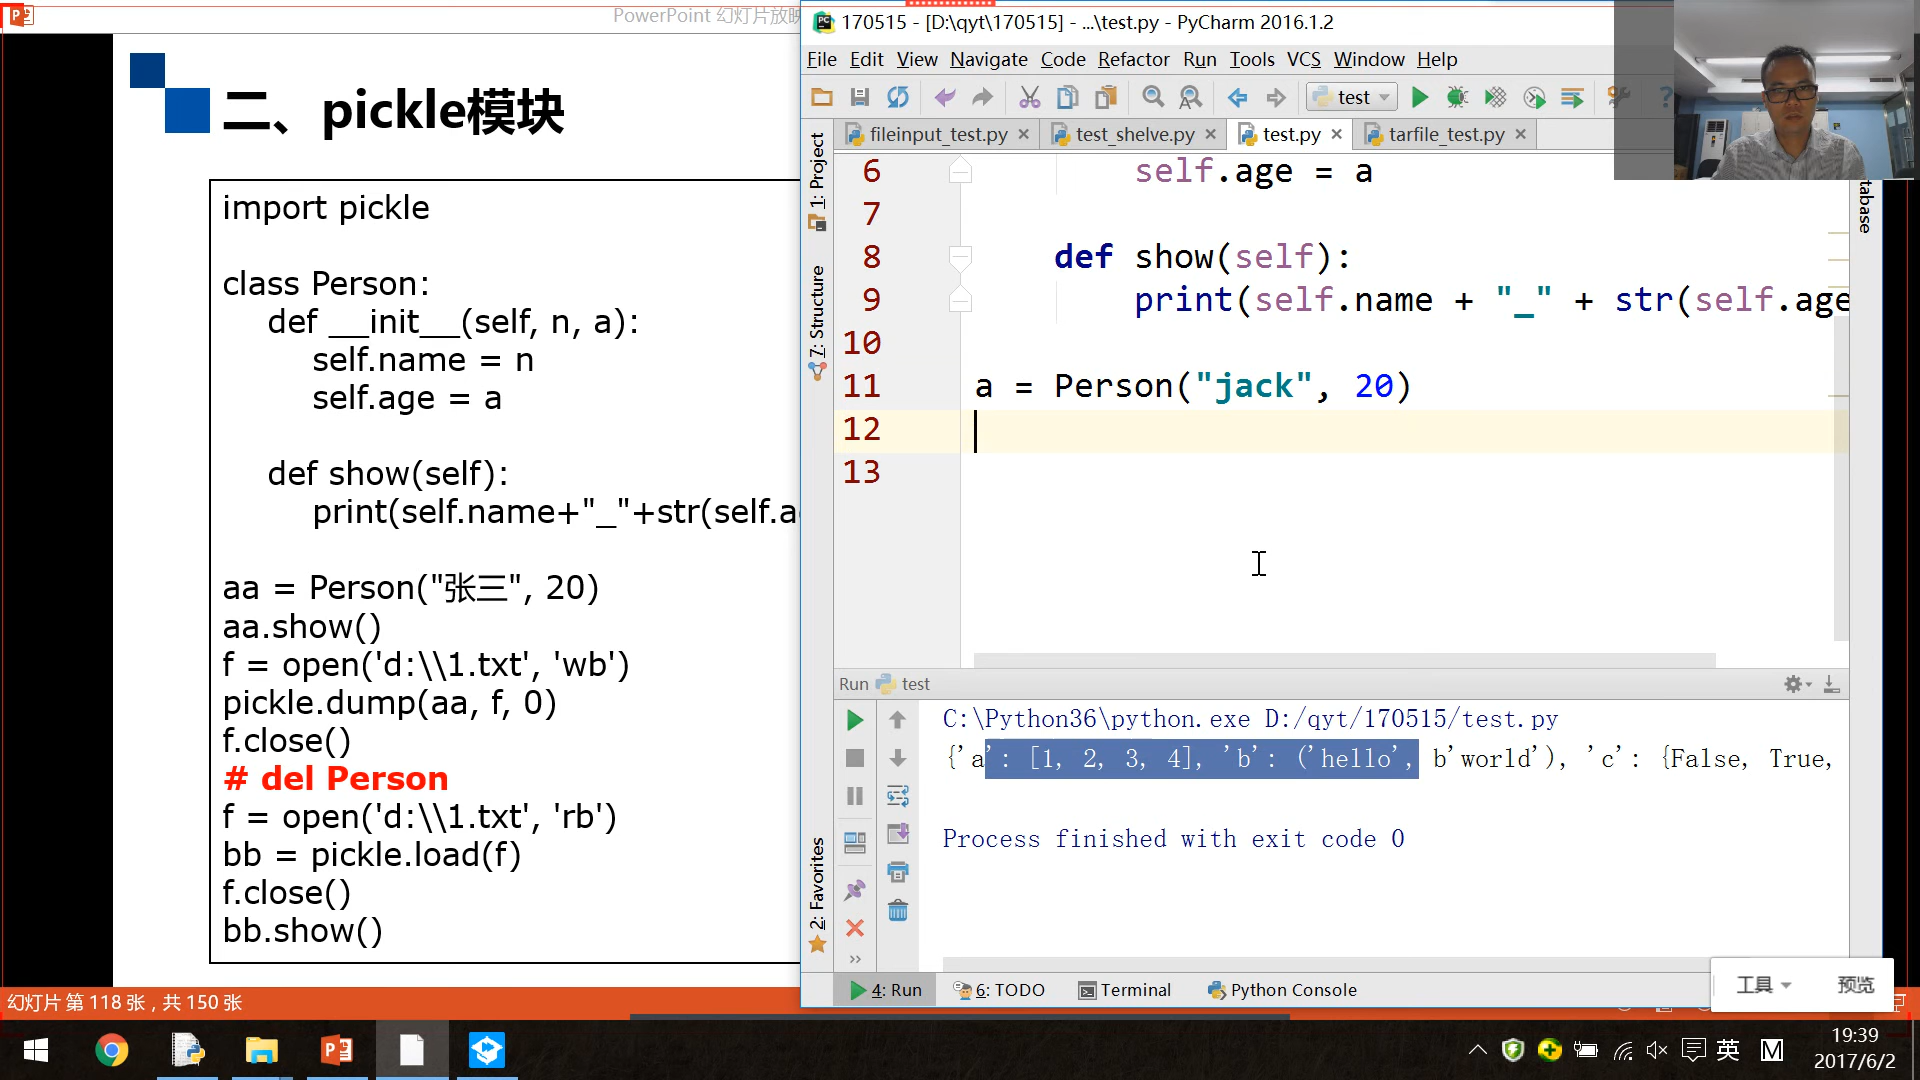 PowerPoint 幻灯片放映
二、pickle模块
import pickle
class Person:
def __init__(self, n, a):
self.name = n
self.age = a
def show(self):
print(self.name+"_"+str(self.a
aa = Person("张三", 20)
aa.show()
f = open('d:\\1.txt', 'wb')
pickle.dump(aa, f, 0)
f.close()
# del Person
f = open('d:\\1.txt', 'rb')
bb = pickle.load(f)
f.close()
bb.show()
幻灯片 第 118 张 , 共 150 张
170515 - [D:\qyt\170515] - ...\test.py - PyCharm 2016.1.2
File Edit View Navigate Code Refactor Run Tools VCS Window Help
test
fileinput_test.py test_shelve.py test.py tarfile_test.py
1: Project
7: Structure
2: Favorites
tabase
6 self.age = a
7
8 def show(self):
9 print(self.name + "_" + str(self.age
10
11 a = Person("jack", 20)
12
13
Run test
C:\Python36\python.exe D:/qyt/170515/test.py
{'a': [1, 2, 3, 4], 'b': ('hello', b'world'), 'c': {False, True,
Process finished with exit code 0
4: Run 6: TODO Terminal Python Console
工具 预览
英 M
19:39
2017/6/2